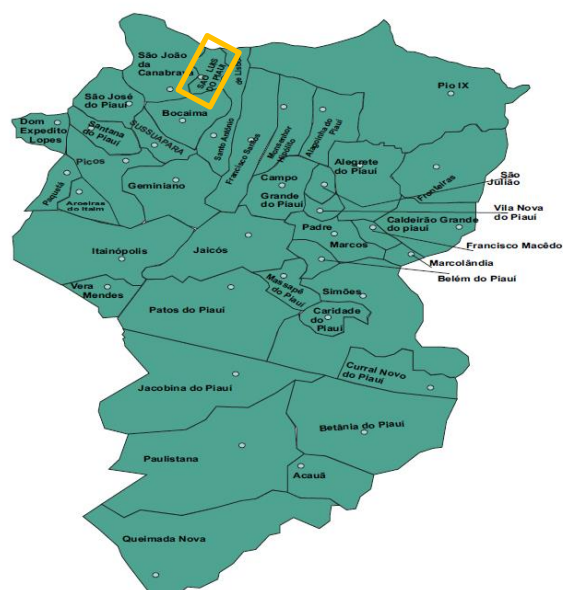 São João
da
Canabrava
SÃO LUIS
DO PIAUÍ
de Lisboa
Pio IX
São José
do Piauí
Bocaima
Dom
Expedito
Lopes
Santana
do Piauí
SUSSUAPARA
Santo Antônio
Francisco Santos
Monsenhor
Hipólito
Alagoinha do
Piauí
Alegrete
do Piauí
Fronteiras
São
Julião
Picos
Paquetá
Aroeiras
do Itaim
Geminiano
Campo
Grande
do Piauí
Vila Nova
do Piauí
Padre
Marcos
Caldeirão Grande
do piauí
Francisco Macêdo
Marcolândia
Belém do Piauí
Itainópolis
Jaicós
Vera
Mendes
Massapê
do Piauí
Simões
Patos do Piauí
Caridade
do
Piauí
Curral Novo
do Piauí
Jacobina do Piauí
Betânia do Piauí
Paulistana
Acauã
Queimada Nova